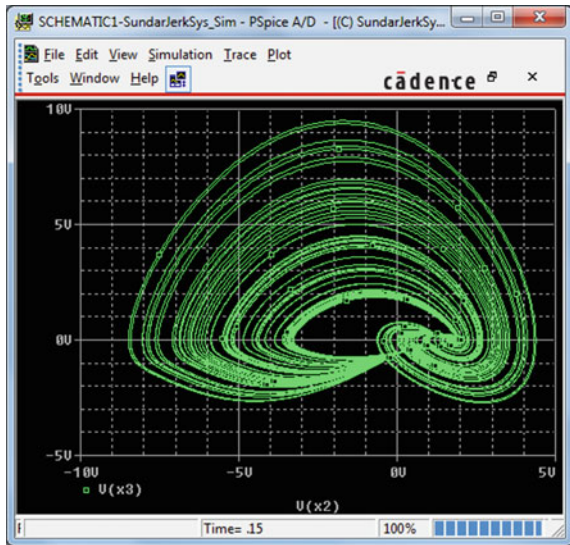 SCHEMATIC1-SundarJerkSys_Sim - PSpice A/D - [(C) SundarJerkSy...
File Edit View Simulation Trace Plot
Tools Window Help
cādence
10V
5V
0V
-5V
-10V -5V 0V 5V
V(x3)
V(x2)
F Time= .15 100%